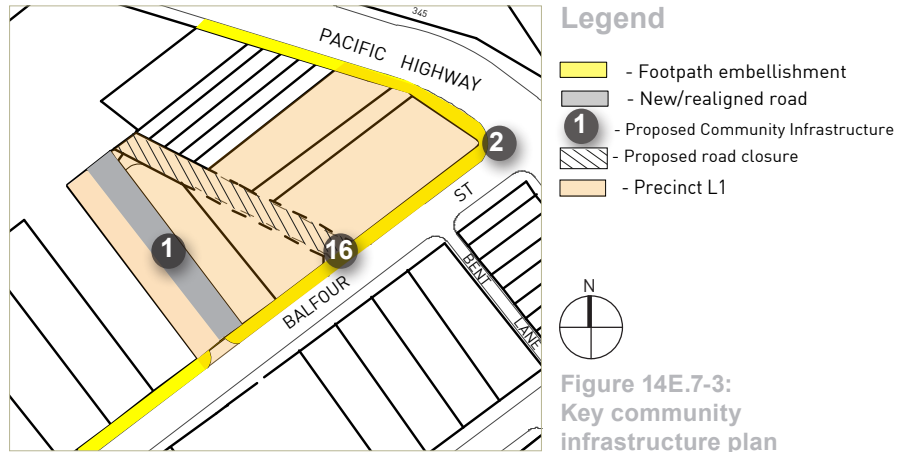 345
PACIFIC HIGHWAY
2
ST
16
1
BALFOUR
BENT
LANE
Legend
- Footpath embellishment
- New/realigned road
1 - Proposed Community Infrastructure
- Proposed road closure
- Precinct L1
N
Figure 14E.7-3:
Key community
infrastructure plan